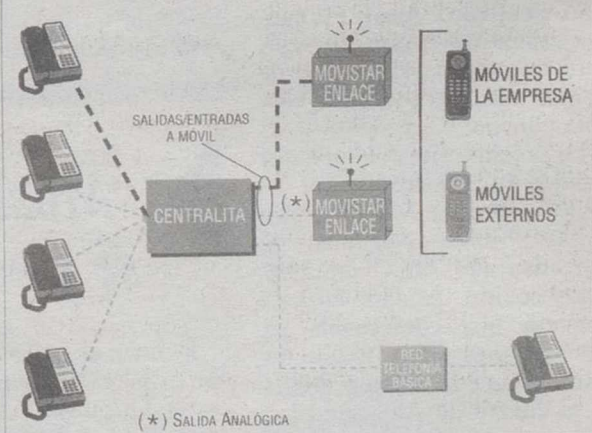 MOVISTAR
ENLACE
MÓVILES DE
LA EMPRESA
SALIDAS/ENTRADAS
A MÓVIL
CENTRALITA
(*)
MOVISTAR
ENLACE
MÓVILES
EXTERNOS
RED
TELEFONÍA
BÁSICA
(*) SALIDA ANALÓGICA